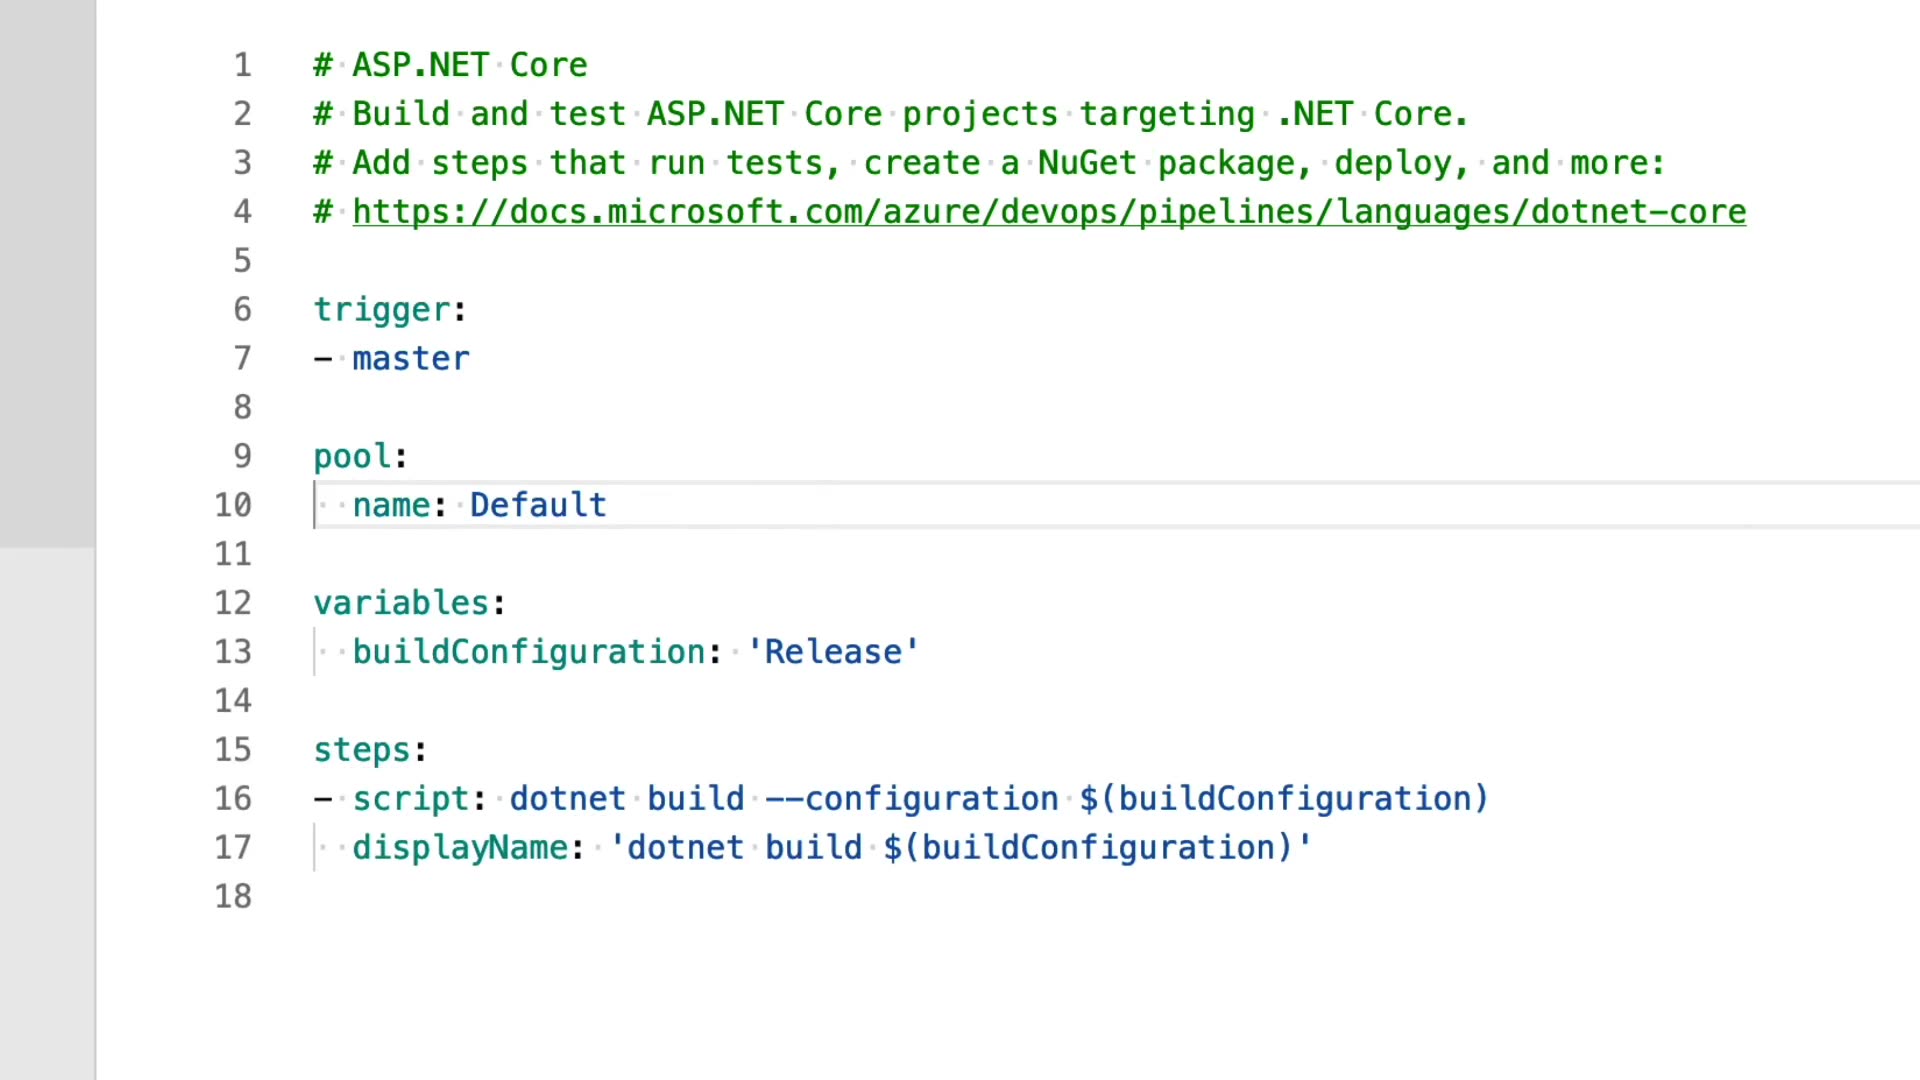 1 # ASP.NET Core
2 # Build and test ASP.NET Core projects targeting .NET Core.
3 # Add steps that run tests, create a NuGet package, deploy, and more:
4 # https://docs.microsoft.com/azure/devops/pipelines/languages/dotnet-core
5
6 trigger:
7 - master
8
9 pool:
10   name: Default
11
12 variables:
13   buildConfiguration: 'Release'
14
15 steps:
16 - script: dotnet build --configuration $(buildConfiguration)
17   displayName: 'dotnet build $(buildConfiguration)'
18